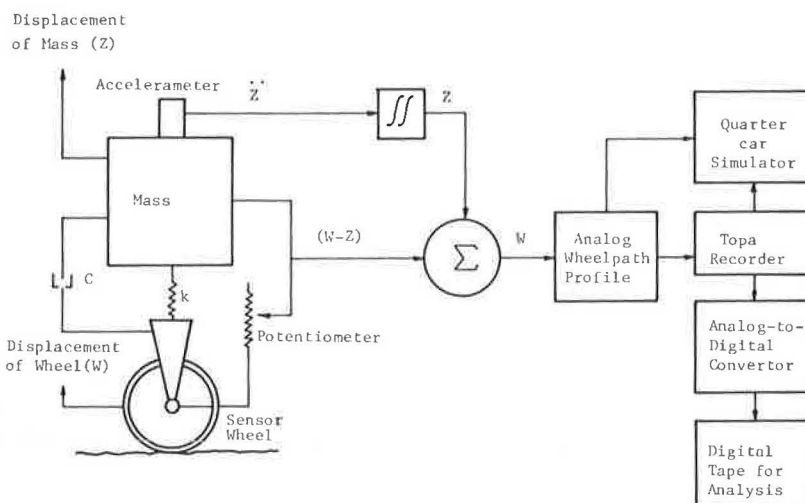 Displacement
of Mass (Z)
Accelerameter
Z̈
∫∫
Z
Quarter
car
Simulator
Mass
(W-Z)
Σ
W
Analog
Wheelpath
Profile
Topa
Recorder
C
k
Potentiometer
Displacement
of Wheel(W)
Analog-to-
Digital
Convertor
Sensor
Wheel
Digital
Tape for
Analysis